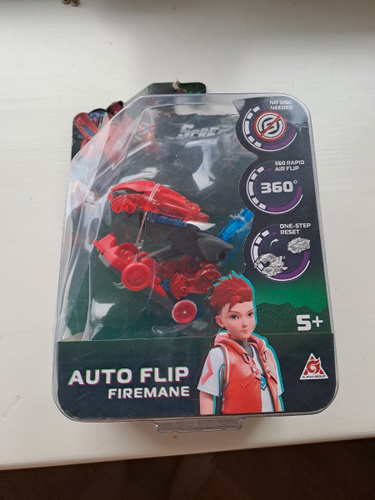 NO DISC
NEEDED
360 RAPID
AIR FLIP
360°
ONE-STEP
RESET
5+
AUTO FLIP
FIREMANE